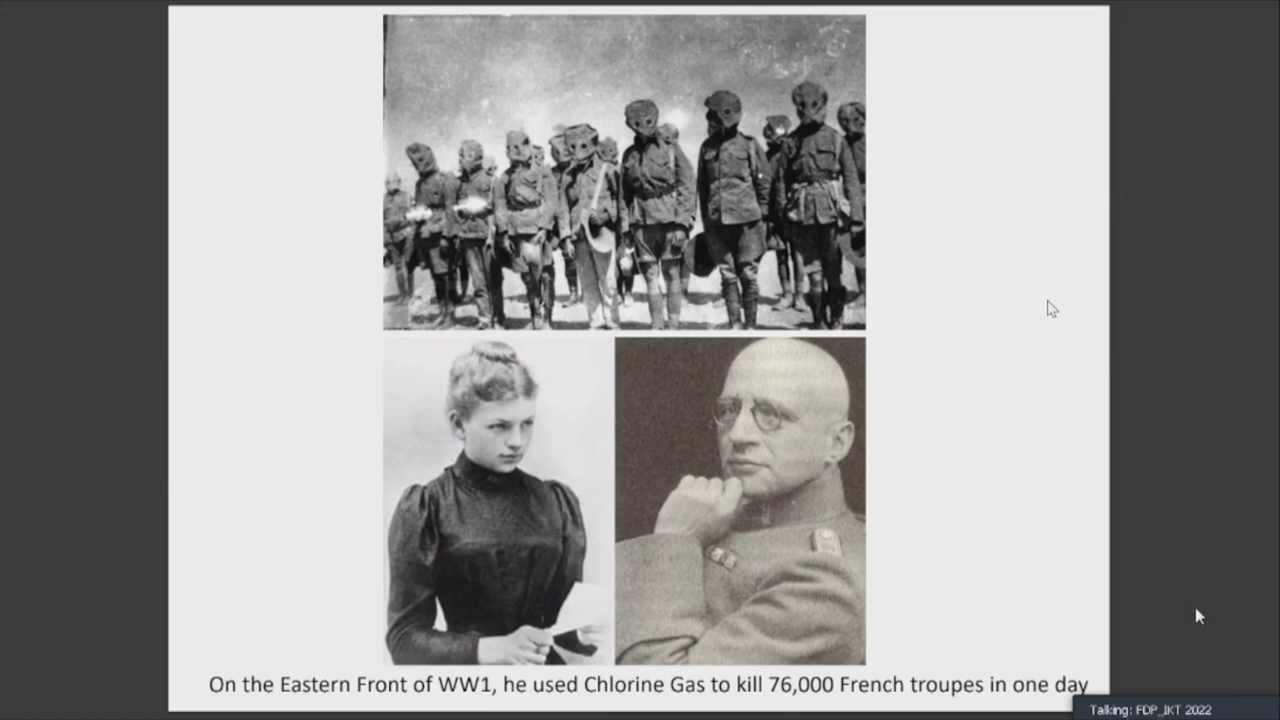 On the Eastern Front of WW1, he used Chlorine Gas to kill 76,000 French troupes in one day
Talking: FDP_IKT 2022